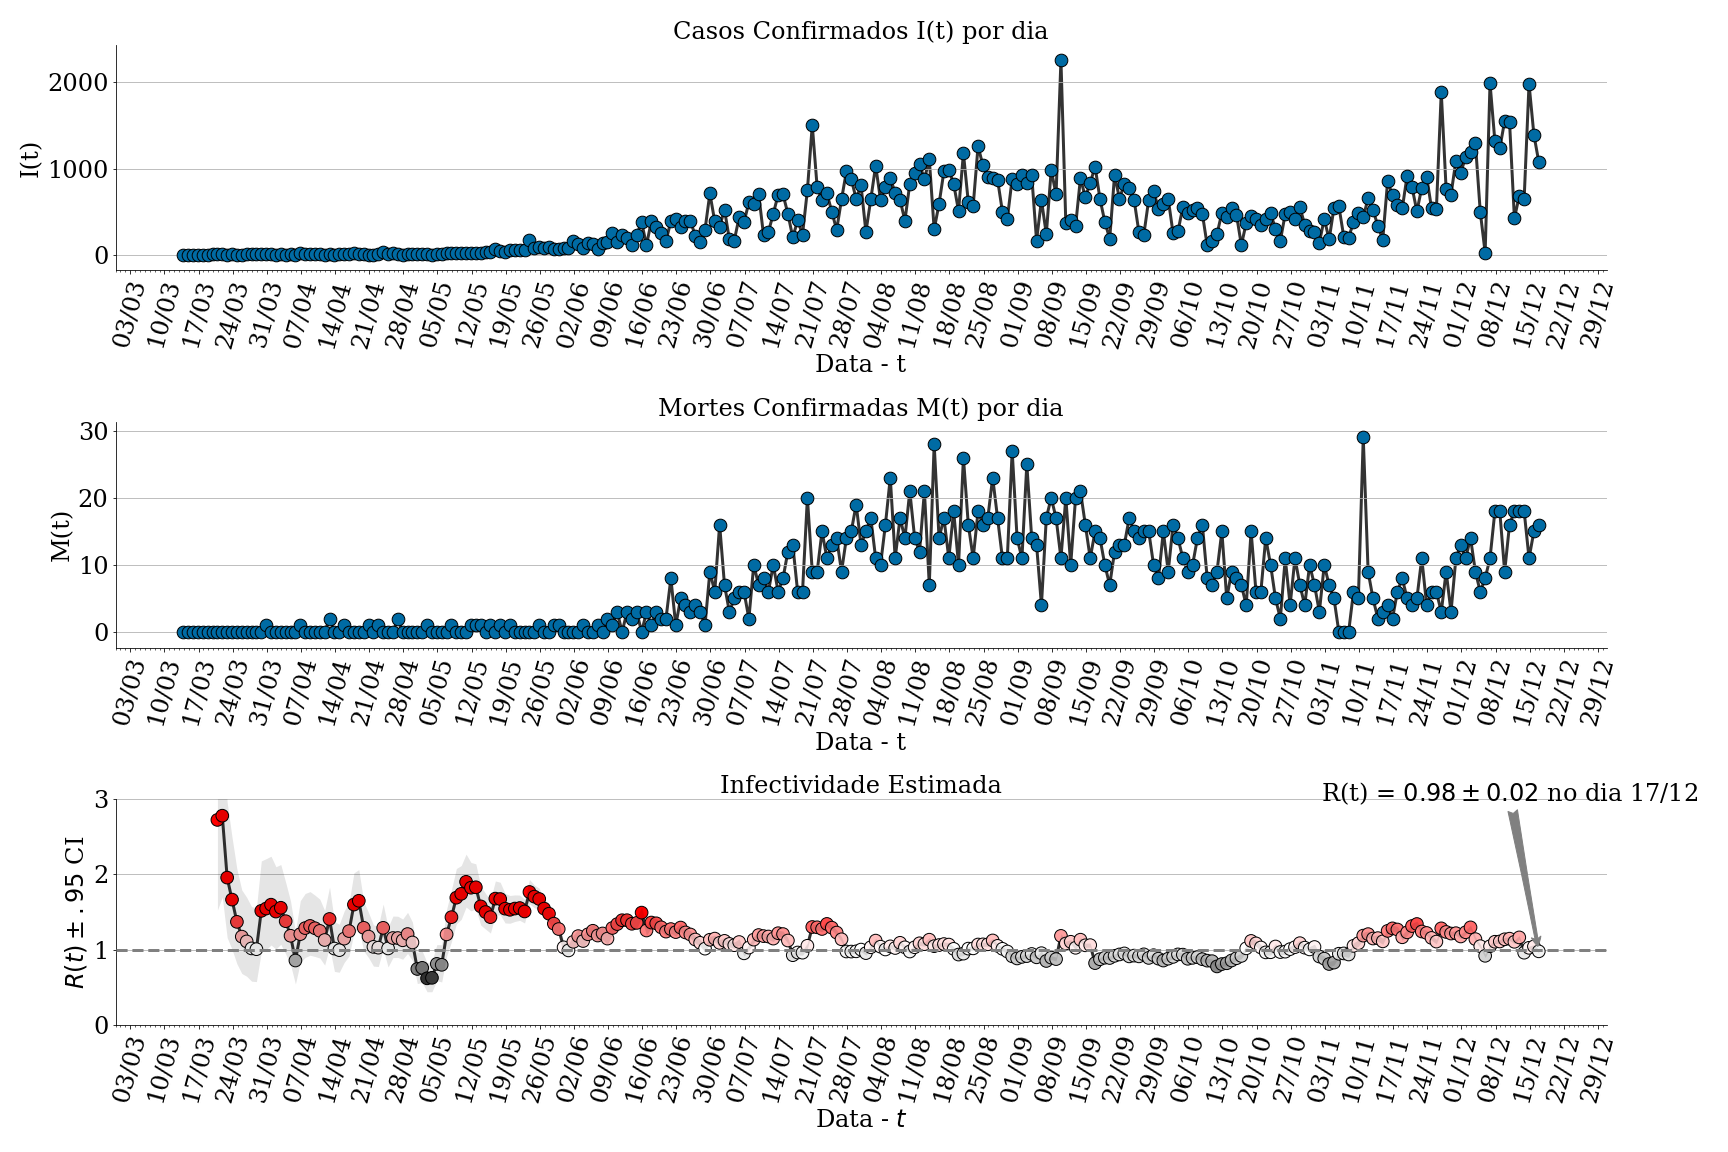 Casos Confirmados I(t) por dia
I(t)
2000
1000
0
03/03 10/03 17/03 24/03 31/03 07/04 14/04 21/04 28/04 05/05 12/05 19/05 26/05 02/06 09/06 16/06 23/06 30/06 07/07 14/07 21/07 28/07 04/08 11/08 18/08 25/08 01/09 08/09 15/09 22/09 29/09 06/10 13/10 20/10 27/10 03/11 10/11 17/11 24/11 01/12 08/12 15/12 22/12 29/12
Data - t
Mortes Confirmadas M(t) por dia
M(t)
30
20
10
0
03/03 10/03 17/03 24/03 31/03 07/04 14/04 21/04 28/04 05/05 12/05 19/05 26/05 02/06 09/06 16/06 23/06 30/06 07/07 14/07 21/07 28/07 04/08 11/08 18/08 25/08 01/09 08/09 15/09 22/09 29/09 06/10 13/10 20/10 27/10 03/11 10/11 17/11 24/11 01/12 08/12 15/12 22/12 29/12
Data - t
Infectividade Estimada
R(t) = 0.98 ± 0.02 no dia 17/12
R(t) ± .95 CI
3
2
1
0
03/03 10/03 17/03 24/03 31/03 07/04 14/04 21/04 28/04 05/05 12/05 19/05 26/05 02/06 09/06 16/06 23/06 30/06 07/07 14/07 21/07 28/07 04/08 11/08 18/08 25/08 01/09 08/09 15/09 22/09 29/09 06/10 13/10 20/10 27/10 03/11 10/11 17/11 24/11 01/12 08/12 15/12 22/12 29/12
Data - t